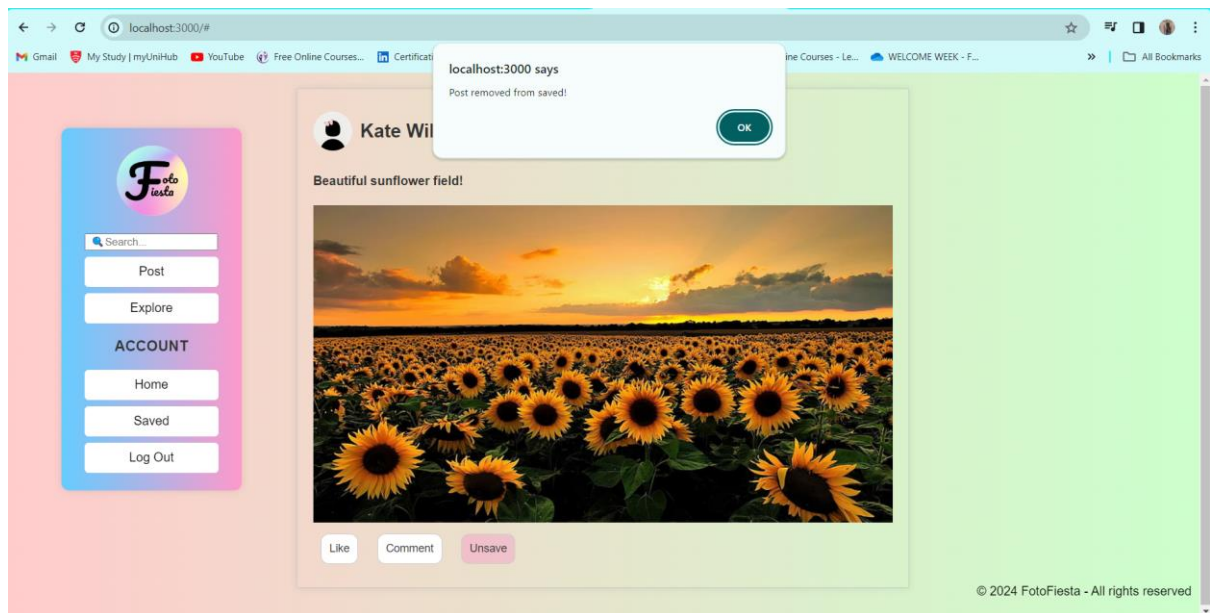 localhost:3000/#
Gmail My Study | myUniHub YouTube Free Online Courses... Certificati ine Courses - Le... WELCOME WEEK - F... » All Bookmarks
localhost:3000 says
Post removed from saved!
OK
Kate Wil
Beautiful sunflower field!
Foto
Fiesta
Search...
Post
Explore
ACCOUNT
Home
Saved
Log Out
Like Comment Unsave
© 2024 FotoFiesta - All rights reserved